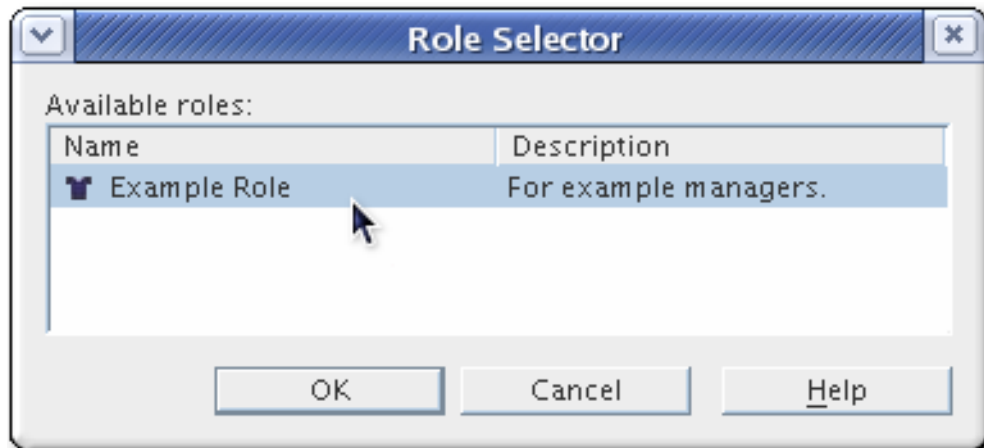 Role Selector
Available roles:
Name Description
Example Role For example managers.
OK Cancel Help